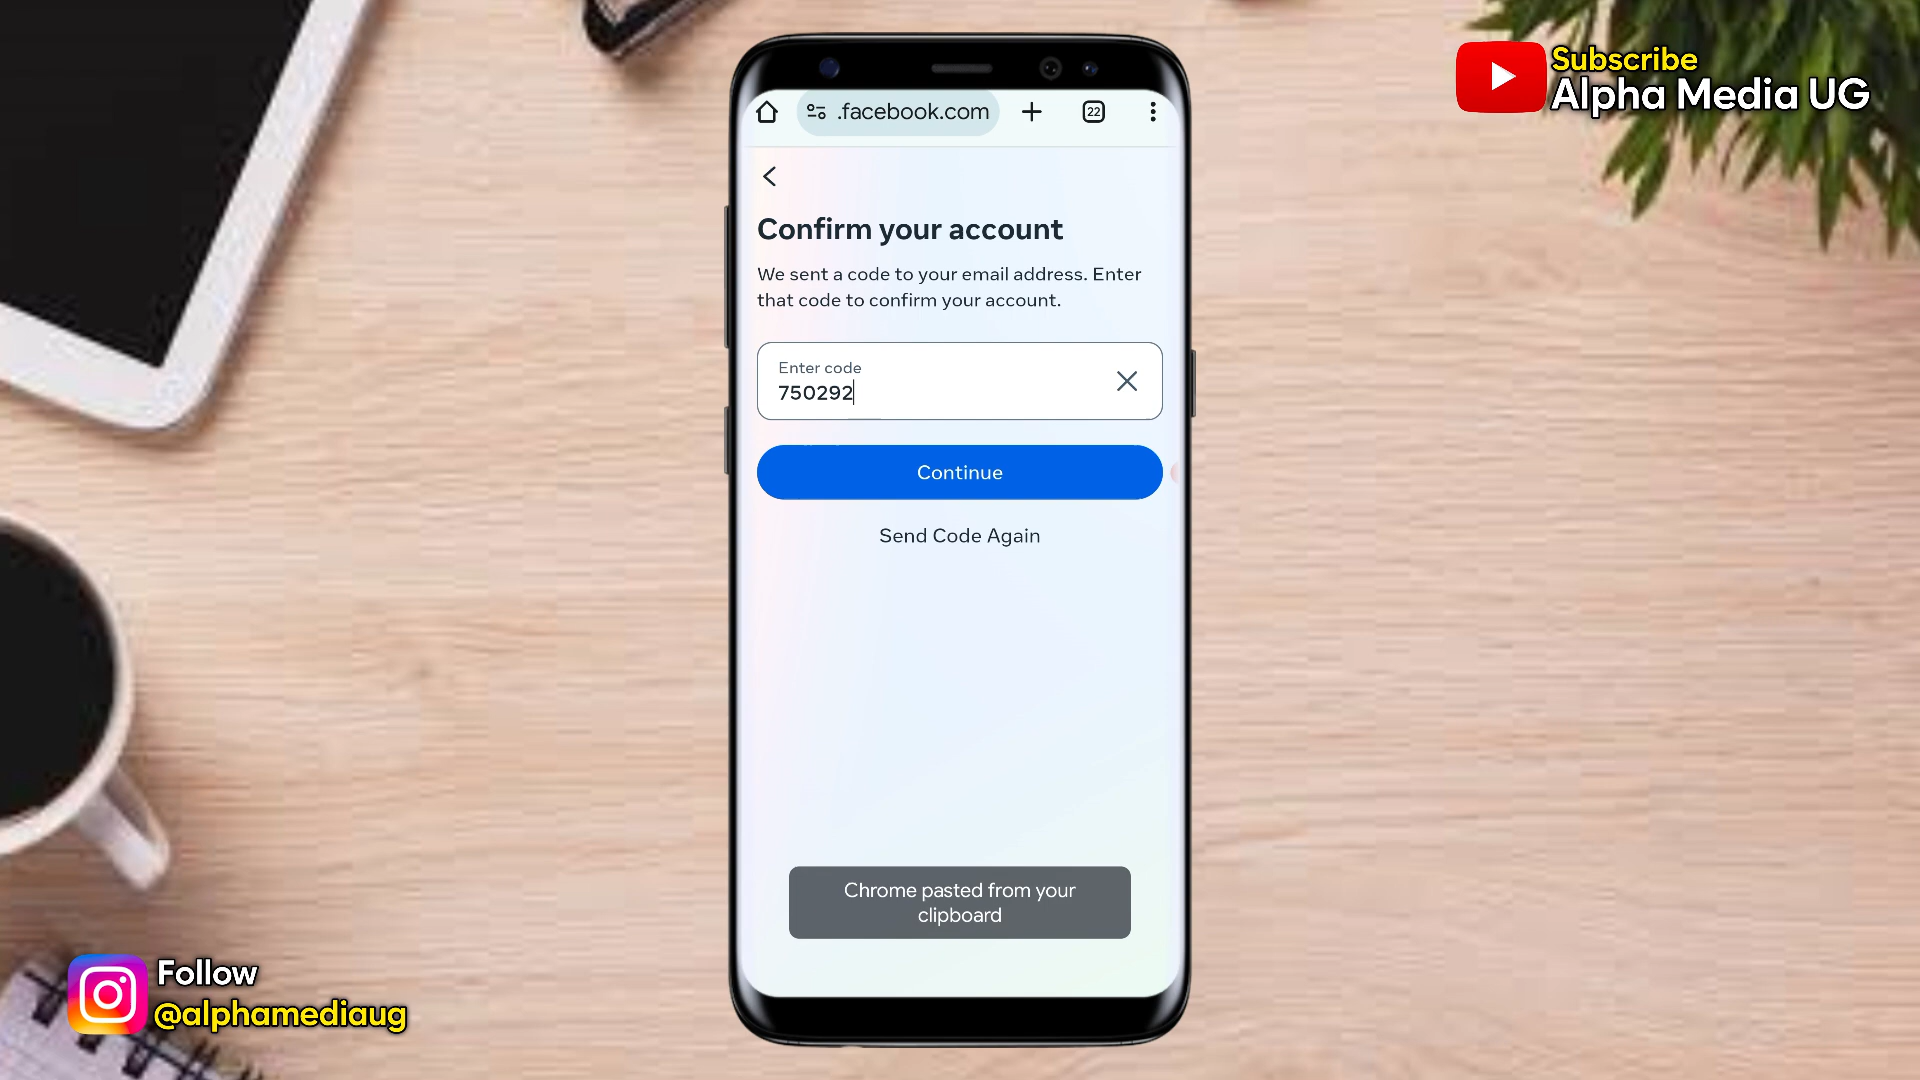 Subscribe
Alpha Media UG
.facebook.com
22
Confirm your account
We sent a code to your email address. Enter
that code to confirm your account.
Enter code
750292
Continue
Send Code Again
Chrome pasted from your
clipboard
Follow
@alphamediaug